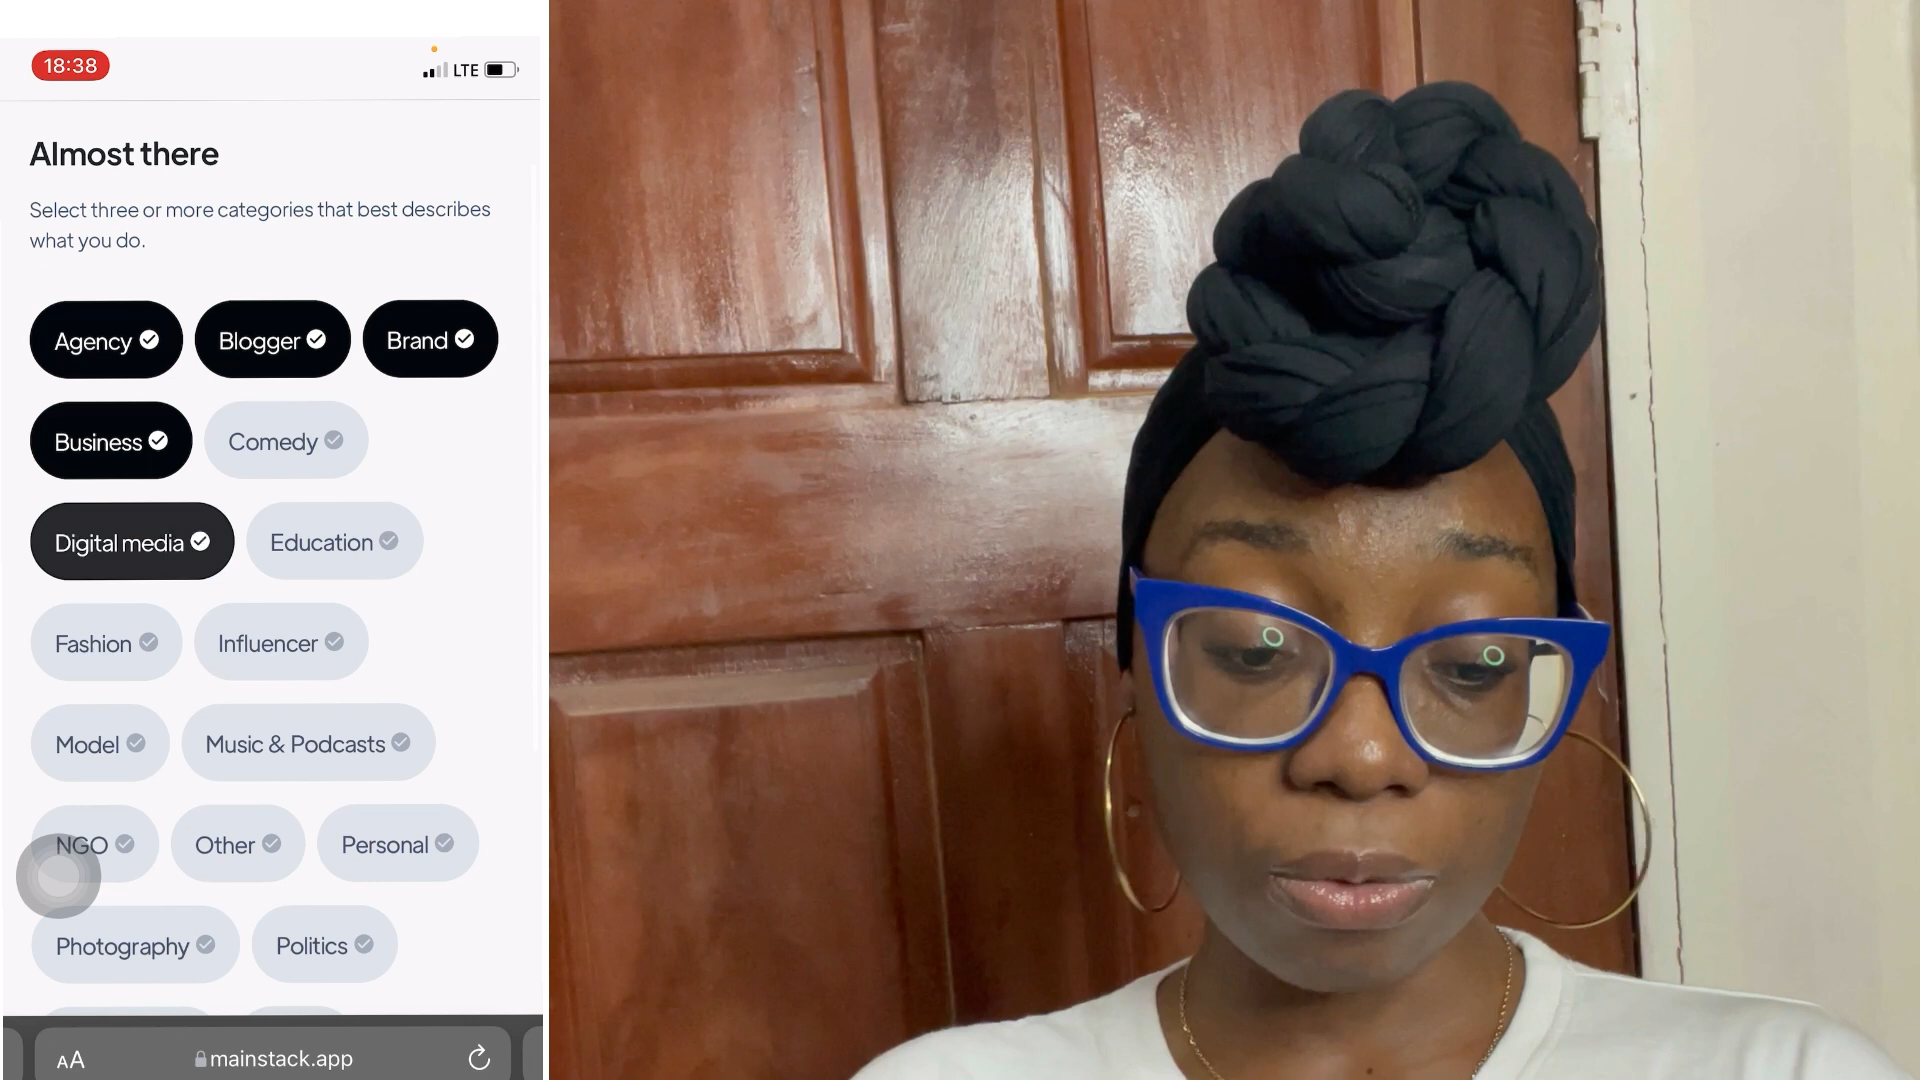 18:38
LTE
Almost there
Select three or more categories that best describes
what you do.
Agency Blogger Brand
Business Comedy
Digital media Education
Fashion Influencer
Model Music & Podcasts
NGO Other Personal
Photography Politics
AA mainstack.app